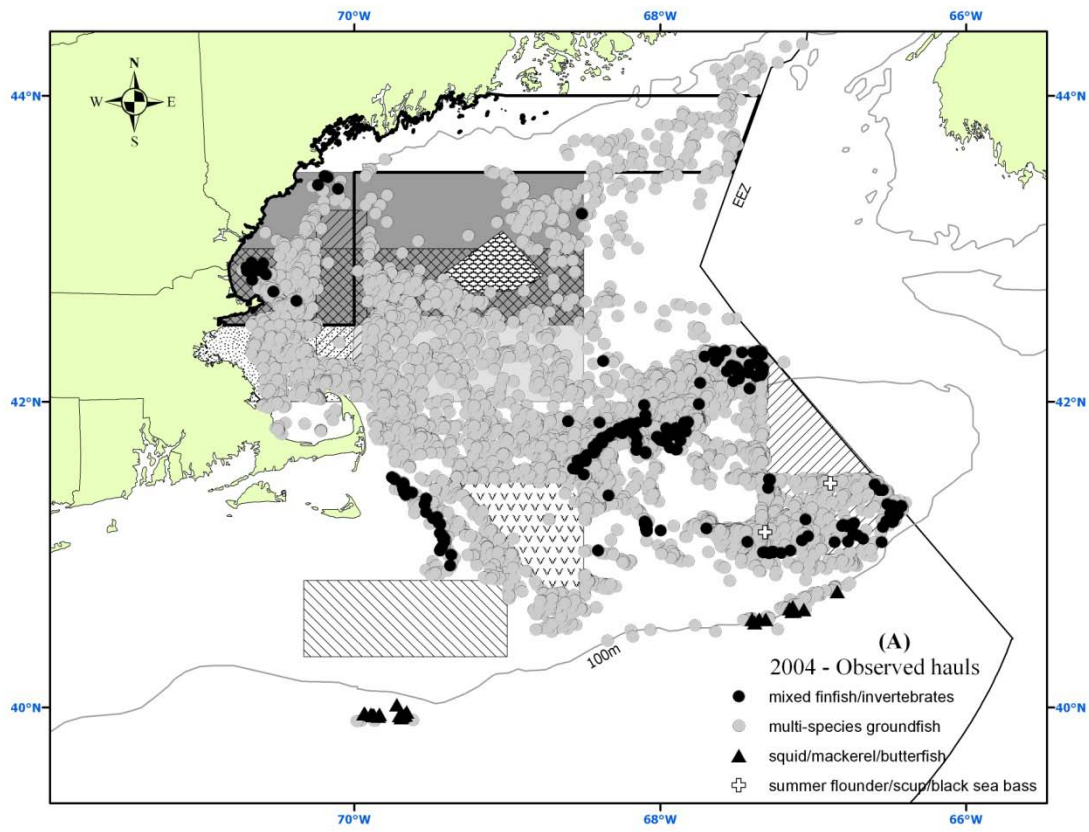 70°W 68°W 66°W
N
W E
S
44°N 44°N
EEZ
42°N 42°N
100m
(A)
2004 - Observed hauls
mixed finfish/invertebrates
40°N 40°N
multi-species groundfish
squid/mackerel/butterfish
summer flounder/scup/black sea bass
70°W 68°W 66°W